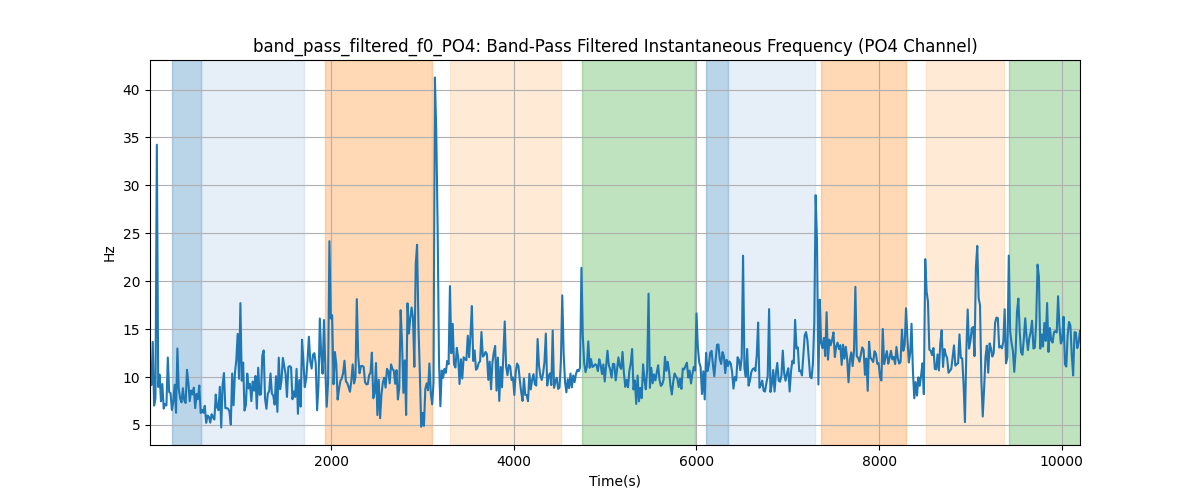 band_pass_filtered_f0_PO4: Band-Pass Filtered Instantaneous Frequency (PO4 Channel)
40
35
30
25
20
15
10
5
Hz
2000 4000 6000 8000 10000
Time(s)